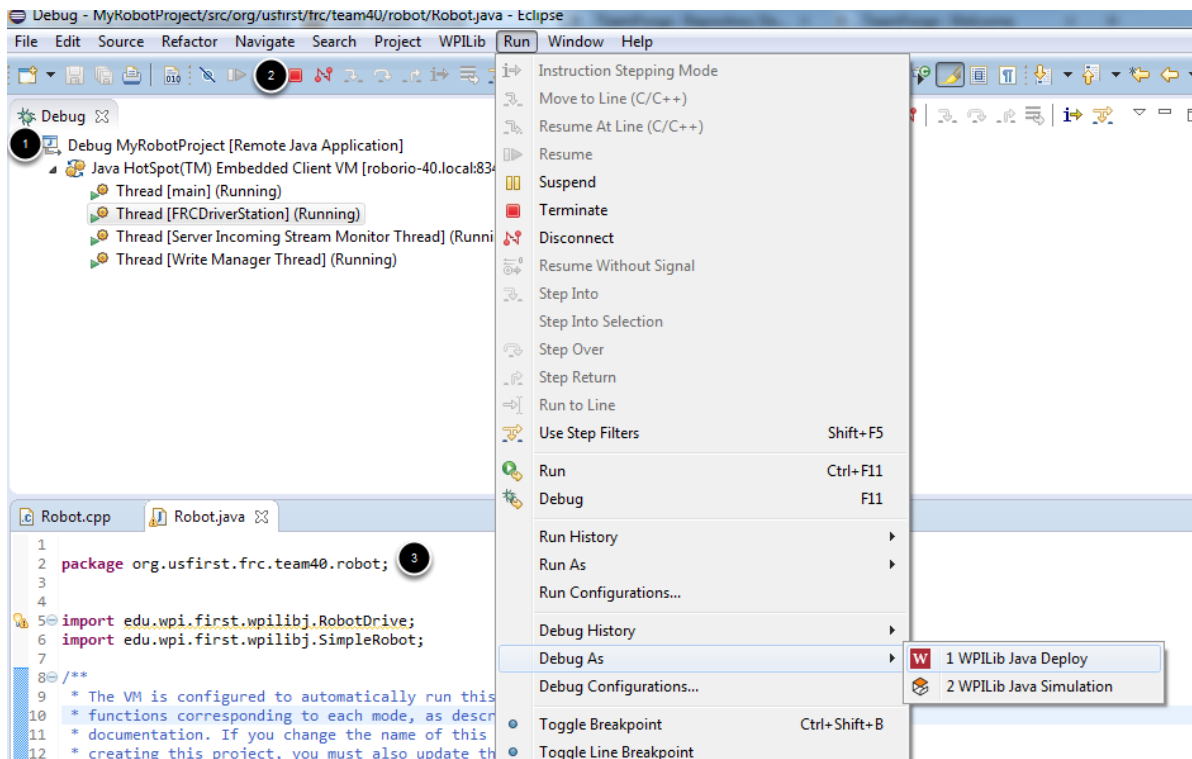 Debug - MyRobotProject/src/org/usfirst/frc/team40/robot/Robot.java - Eclipse
File Edit Source Refactor Navigate Search Project WPILib Run Window Help
2
Debug
1
Debug MyRobotProject [Remote Java Application]
Java HotSpot(TM) Embedded Client VM [roborio-40.local:834
Thread [main] (Running)
Thread [FRCDriverStation] (Running)
Thread [Server Incoming Stream Monitor Thread] (Runni
Thread [Write Manager Thread] (Running)
Instruction Stepping Mode
Move to Line (C/C++)
Resume At Line (C/C++)
Resume
Suspend
Terminate
Disconnect
Resume Without Signal
Step Into
Step Into Selection
Step Over
Step Return
Run to Line
Use Step Filters Shift+F5
Run Ctrl+F11
Debug F11
Run History
Run As
Run Configurations...
Debug History
Debug As
Debug Configurations...
Toggle Breakpoint Ctrl+Shift+B
Toggle Line Breakpoint
W 1 WPILib Java Deploy
2 WPILib Java Simulation
Robot.cpp Robot.java
1
2 package org.usfirst.frc.team40.robot;
3
3
4
5 import edu.wpi.first.wpilibj.RobotDrive;
6 import edu.wpi.first.wpilibj.SimpleRobot;
7
8 /**
9 * The VM is configured to automatically run this
10 * functions corresponding to each mode, as descr
11 * documentation. If you change the name of this
12 * creating this project, you must also update th